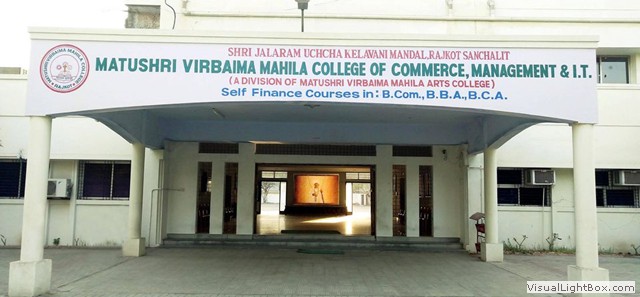 SHRI JALARAM UCHCHA KELAVANI MANDAL,RAJKOT SANCHALIT
MATUSHRI VIRBAIMA MAHILA COLLEGE OF COMMERCE, MANAGEMENT & I.T.
(A DIVISION OF MATUSHRI VIRBAIMA MAHILA ARTS COLLEGE)
Self Finance Courses in: B.Com., B.B.A., B.C.A.
VisualLightBox.com